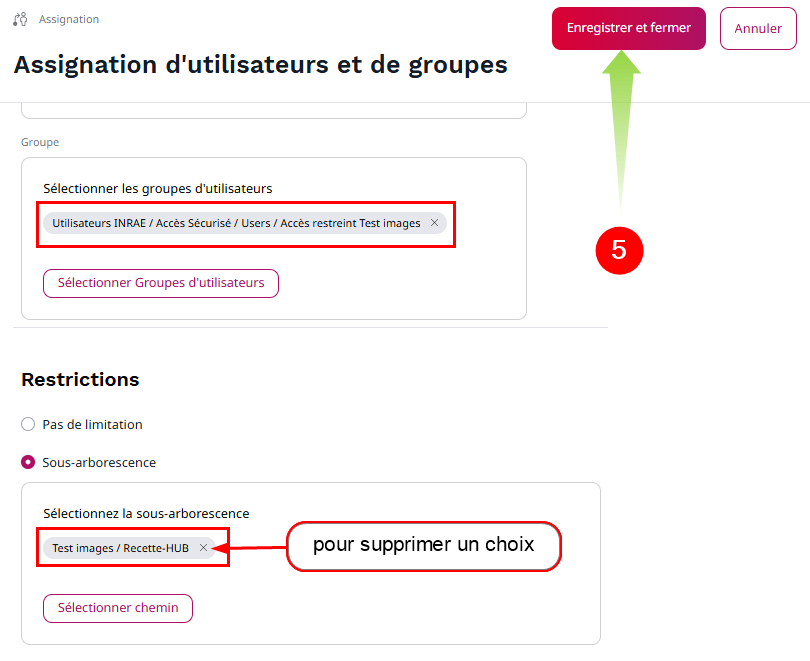 Assignation
Enregistrer et fermer
Annuler
Assignation d'utilisateurs et de groupes
Groupe
Sélectionner les groupes d'utilisateurs
Utilisateurs INRAE / Accès Sécurisé / Users / Accès restreint Test images
5
Sélectionner Groupes d'utilisateurs
Restrictions
Pas de limitation
Sous-arborescence
Sélectionnez la sous-arborescence
Test images / Recette-HUB
pour supprimer un choix
Sélectionner chemin